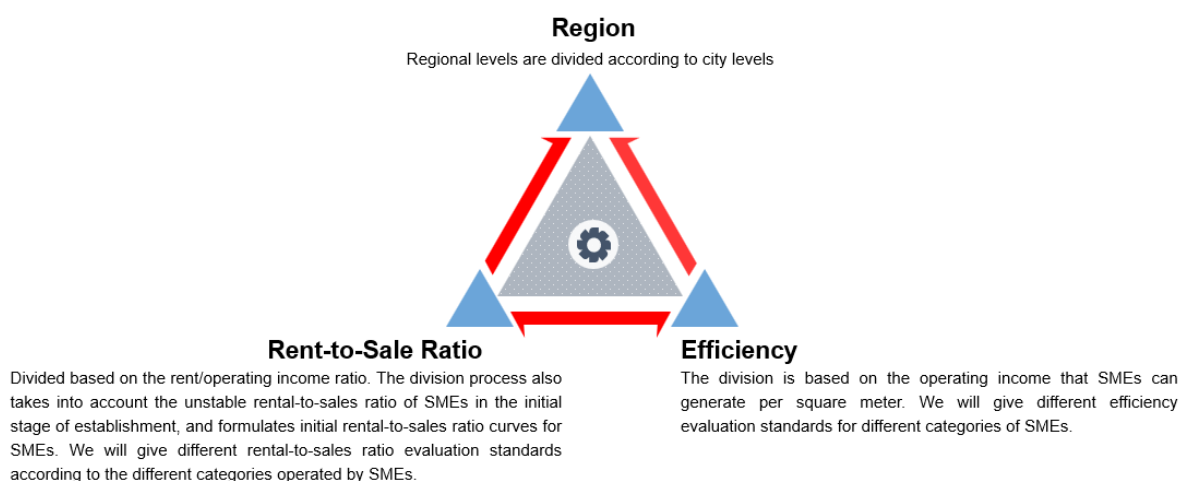 Region
Regional levels are divided according to city levels
Rent-to-Sale Ratio
Divided based on the rent/operating income ratio. The division process also
takes into account the unstable rental-to-sales ratio of SMEs in the initial
stage of establishment, and formulates initial rental-to-sales ratio curves for
SMEs. We will give different rental-to-sales ratio evaluation standards
according to the different categories operated by SMEs.
Efficiency
The division is based on the operating income that SMEs can
generate per square meter. We will give different efficiency
evaluation standards for different categories of SMEs.